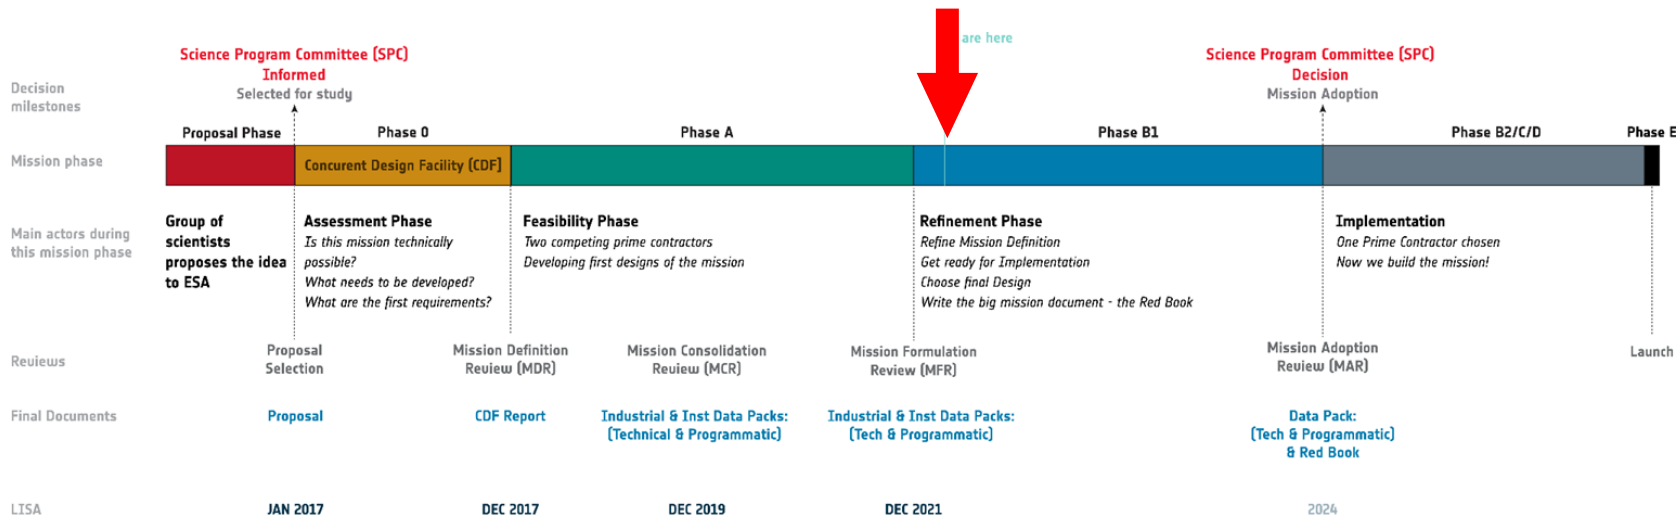 are here
Science Program Committee (SPC)
Informed
Selected for study
Science Program Committee (SPC)
Decision
Mission Adoption
Decision
milestones
Proposal Phase
Phase 0
Phase A
Phase B1
Phase B2/C/D
Phase E
Mission phase
Concurent Design Facility (CDF)
Main actors during
this mission phase
Group of
scientists
proposes the idea
to ESA
Assessment Phase
Is this mission technically
possible?
What needs to be developed?
What are the first requirements?
Feasibility Phase
Two competing prime contractors
Developing first designs of the mission
Refinement Phase
Refine Mission Definition
Get ready for Implementation
Choose final Design
Write the big mission document - the Red Book
Implementation
One Prime Contractor chosen
Now we build the mission!
Reviews
Proposal
Selection
Mission Definition
Review (MDR)
Mission Consolidation
Review (MCR)
Mission Formulation
Review (MFR)
Mission Adoption
Review (MAR)
Launch
Final Documents
Proposal
CDF Report
Industrial & Inst Data Packs:
(Technical & Programmatic)
Industrial & Inst Data Packs:
(Tech & Programmatic)
Data Pack:
(Tech & Programmatic)
& Red Book
LISA
JAN 2017
DEC 2017
DEC 2019
DEC 2021
2024